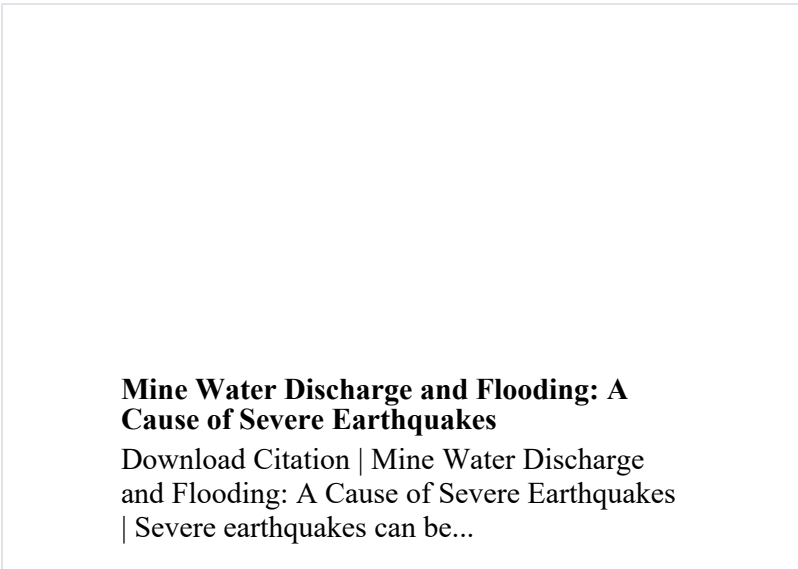 Mine Water Discharge and Flooding: A
Cause of Severe Earthquakes
Download Citation | Mine Water Discharge
and Flooding: A Cause of Severe Earthquakes
| Severe earthquakes can be...